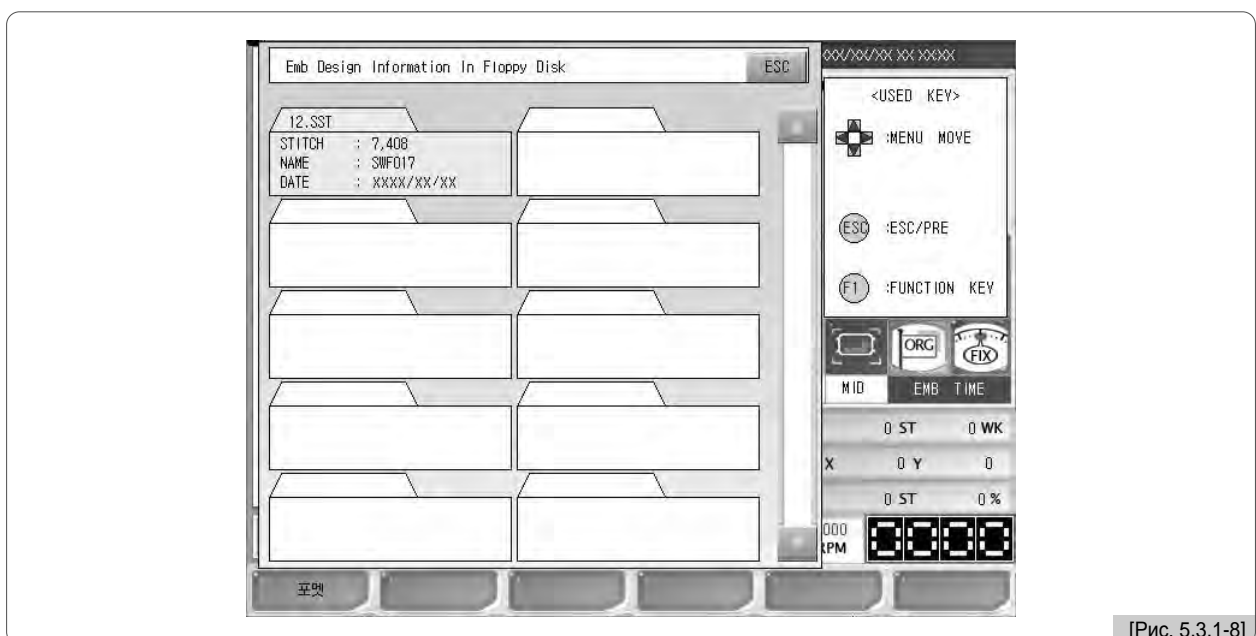 Emb Design Information In Floppy Disk
ESC
XX/XX/XX XX XXXX
12.SST
STITCH : 7,408
NAME : SWF017
DATE : XXXX/XX/XX
<USED KEY>
:MENU MOVE
ESC :ESC/PRE
F1 :FUNCTION KEY
ORG
FIX
MID EMB TIME
0 ST 0 WK
X 0 Y 0
0 ST 0 %
000
RPM 0000
포멧
[Рис. 5.3.1-8]